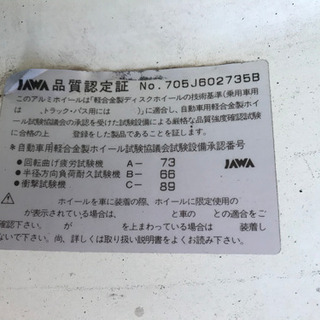 JAWA 品質認定証 No.705J602735B
このアルミホイールは「軽合金製ディスクホイールの技術基準(乗用車用
は ,トラック・バス用には )」に適合し、自動車用軽合金製ホイ
ール試験協議会の承認を受けた試験設備による厳格な品質強度確認試験
に合格の上 登録をした製品であることを証します。
*自動車用軽合金製ホイール試験協議会試験設備承認番号
●回転曲げ疲労試験機 A- 73 JAWA
●半径方向負荷耐久試験機 B- 66
●衝撃試験機 C- 89
ホイールを車に装着の際、ホイールに限定使用の
が表示されている場合は、 と車の との適合をご
確認下さい。 が を上まわっている場合は 装着し
ないで下さい。尚、詳しくは取り扱い説明書をよくお読み下さい。